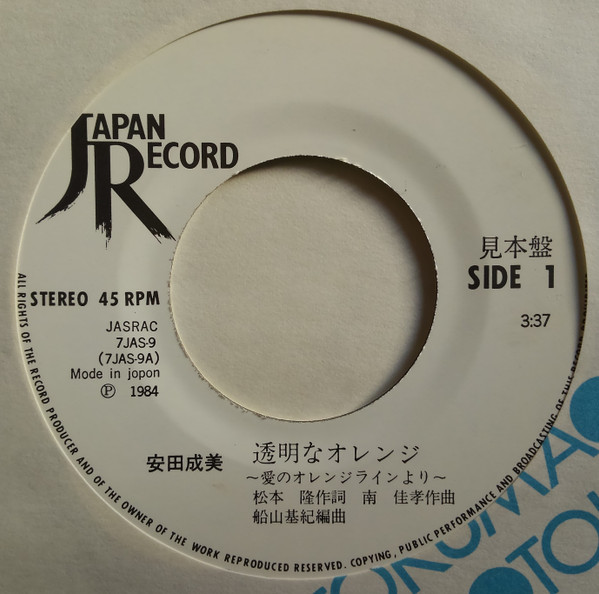 JAPAN
RECORD
見本盤
SIDE 1
STEREO 45 RPM
3:37
JASRAC
7JAS-9
(7JAS-9A)
Mode in japon
Ⓟ 1984
安田成美 透明なオレンジ
〜愛のオレンジラインより〜
松本 隆作詞 南 佳孝作曲
船山基紀編曲
ALL RIGHTS OF THE RECORD PRODUCER AND OF THE OWNER OF THE WORK REPRODUCED RESERVED. COPYING, PUBLIC PERFORMANCE AND BROADCASTING OF THIS RECORD